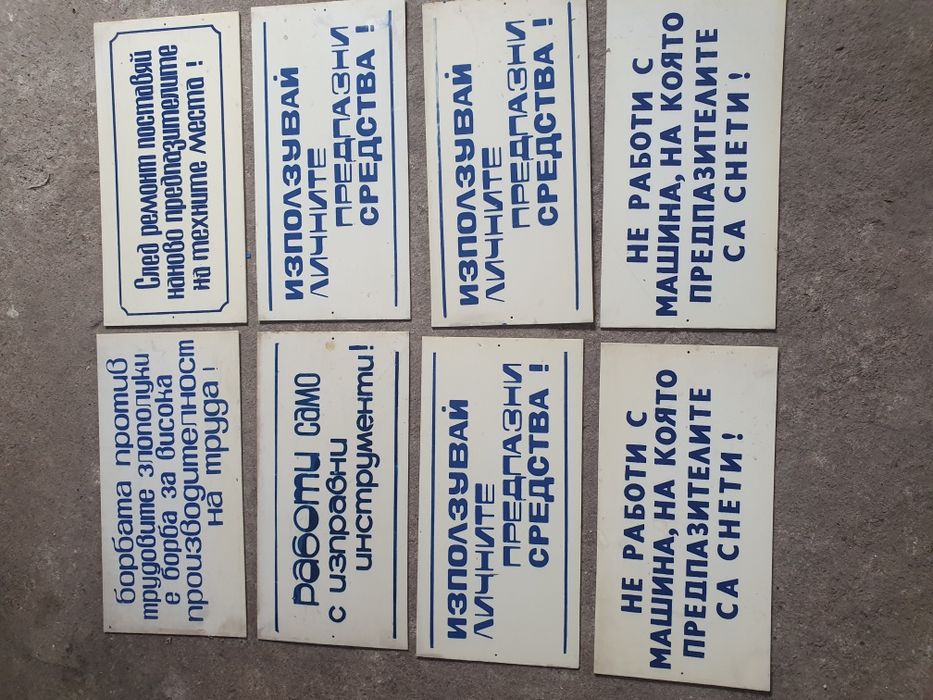 След ремонт поставяй
наново предпазителите
на техните места !
ИЗПОЛЗУВАЙ
ЛИЧНИТЕ
ПРЕДПАЗНИ
СРЕДСТВА !
ИЗПОЛЗУВАЙ
ЛИЧНИТЕ
ПРЕДПАЗНИ
СРЕДСТВА !
НЕ РАБОТИ С
МАШИНА, НА КОЯТО
ПРЕДПАЗИТЕЛИТЕ
СА СНЕТИ !
борбата против
трудовите злополуки
е борба за висока
производителност
на труда !
работи само
с изправни
инструменти!
ИЗПОЛЗУВАЙ
ЛИЧНИТЕ
ПРЕДПАЗНИ
СРЕДСТВА !
НЕ РАБОТИ С
МАШИНА, НА КОЯТО
ПРЕДПАЗИТЕЛИТЕ
СА СНЕТИ !